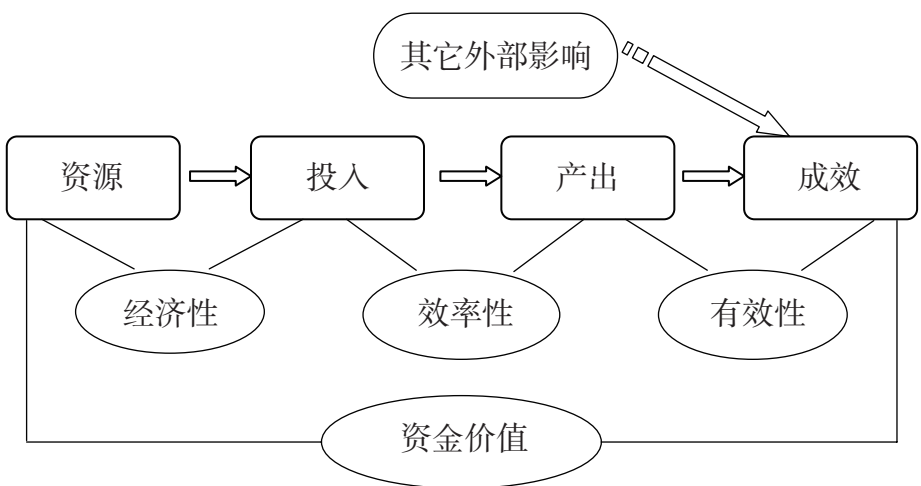 其它外部影响
资源
投入
产出
成效
经济性
效率性
有效性
资金价值